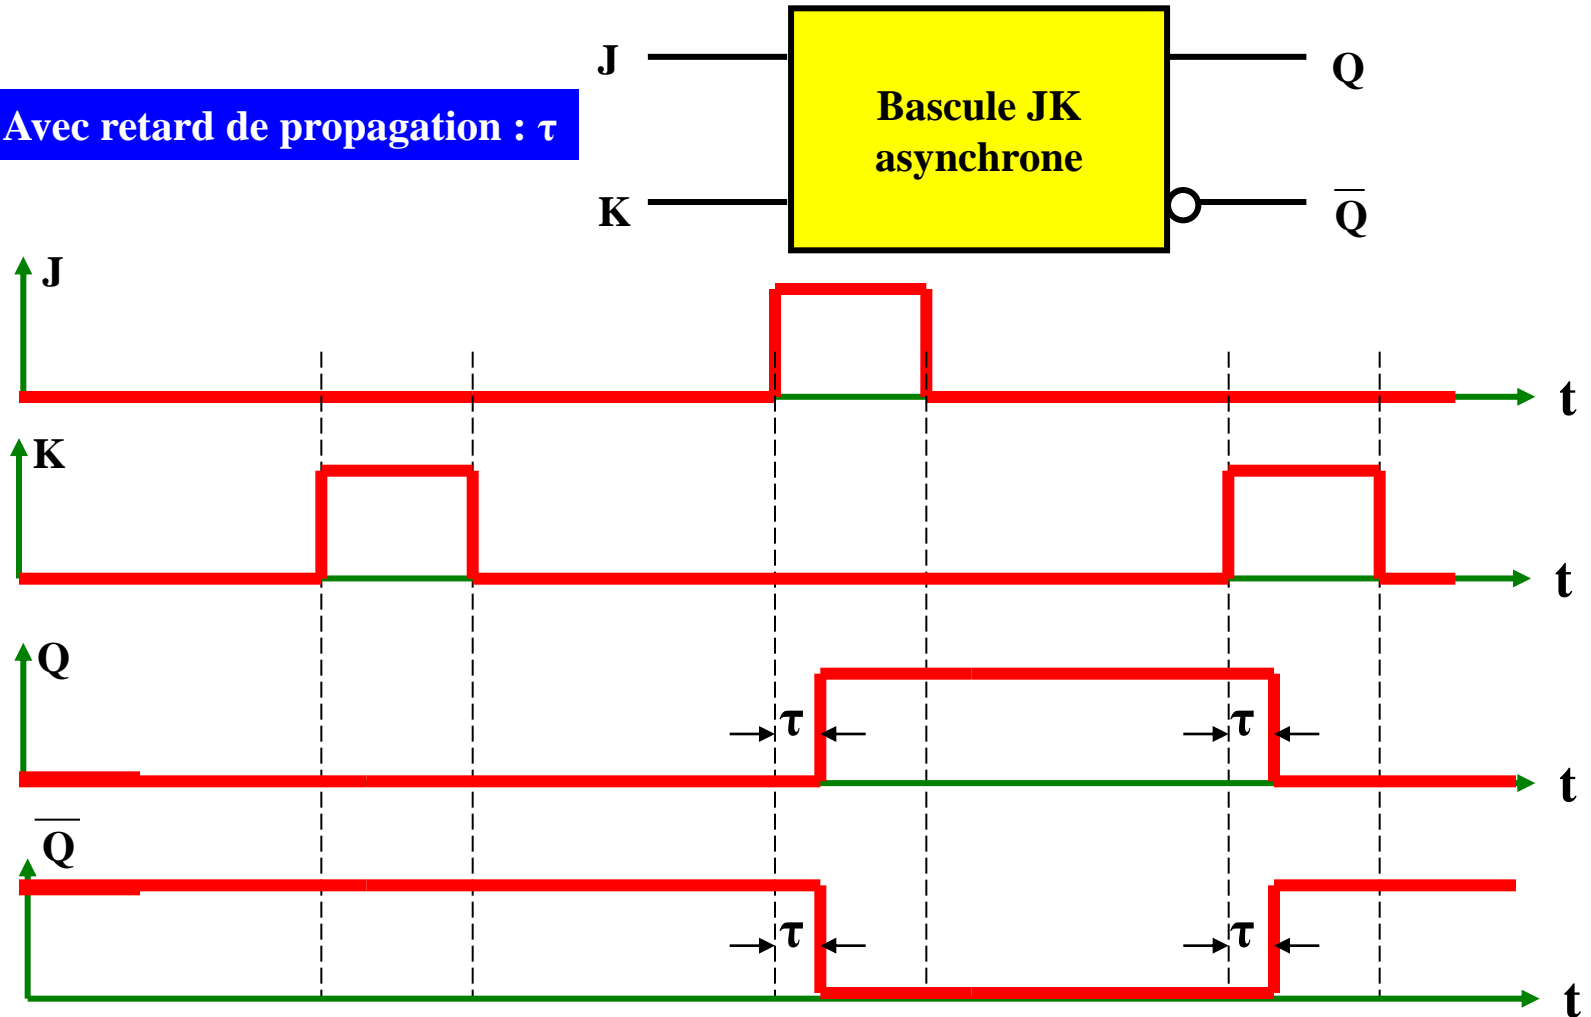 J
Q
Avec retard de propagation : τ
Bascule JK
asynchrone
K
Q̅
J
t
K
t
Q
τ
τ
t
Q̅
τ
τ
t